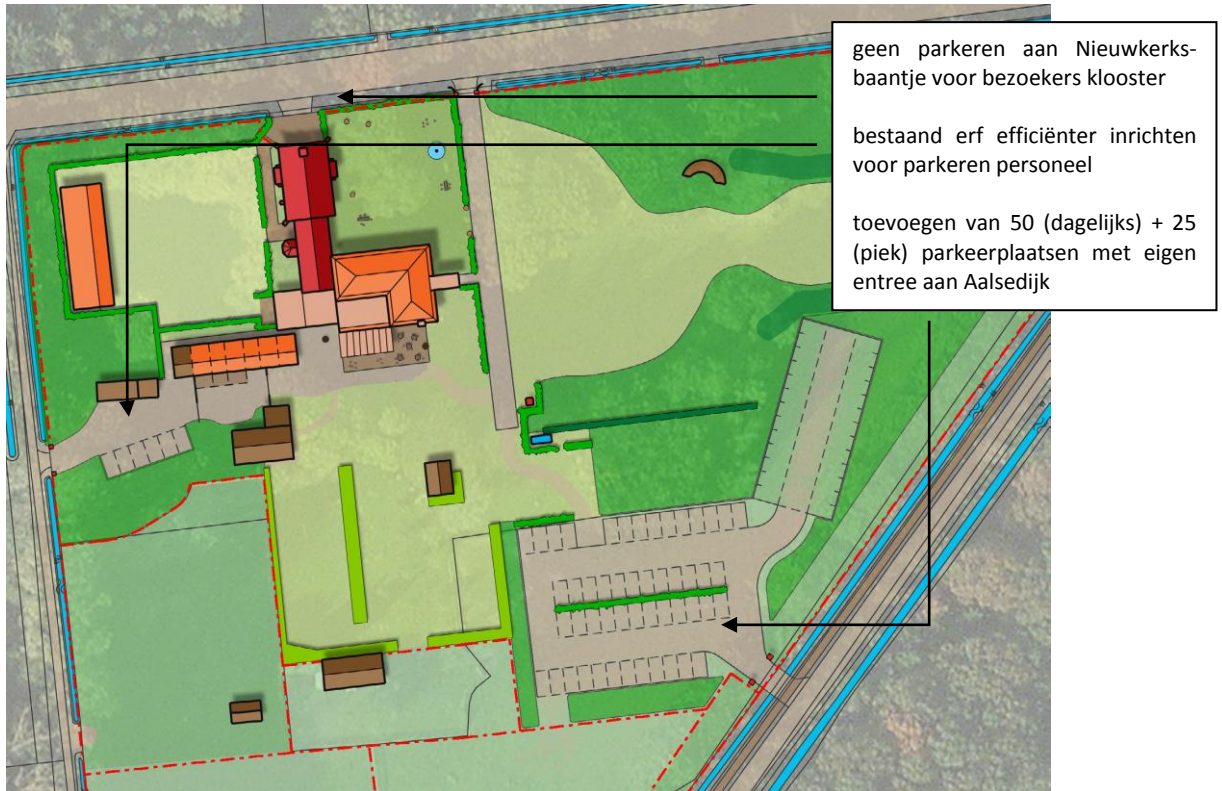 geen parkeren aan Nieuwkerks-
baantje voor bezoekers klooster
bestaand erf efficiënter inrichten
voor parkeren personeel
toevoegen van 50 (dagelijks) + 25
(piek) parkeerplaatsen met eigen
entree aan Aalsedijk